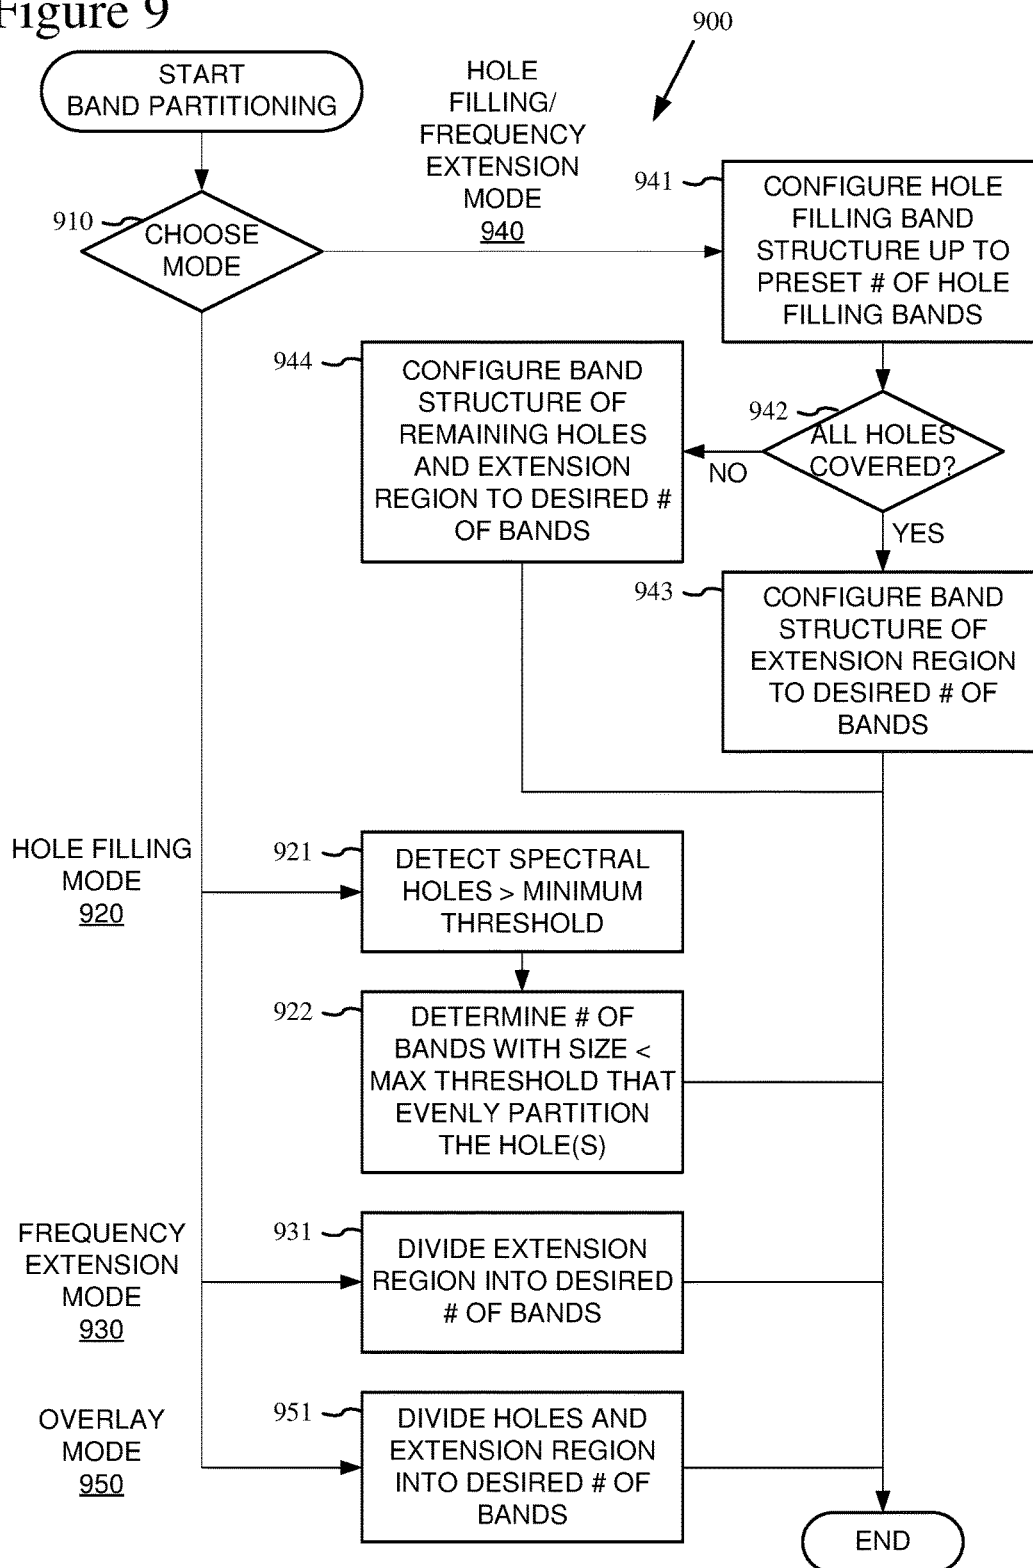 Figure 9
900
START
BAND PARTITIONING
HOLE
FILLING/
FREQUENCY
EXTENSION
MODE
940
910
CHOOSE
MODE
941
CONFIGURE HOLE
FILLING BAND
STRUCTURE UP TO
PRESET # OF HOLE
FILLING BANDS
944
CONFIGURE BAND
STRUCTURE OF
REMAINING HOLES
AND EXTENSION
REGION TO DESIRED #
OF BANDS
942
ALL HOLES
COVERED?
NO
YES
943
CONFIGURE BAND
STRUCTURE OF
EXTENSION REGION
TO DESIRED # OF
BANDS
HOLE FILLING
MODE
920
921
DETECT SPECTRAL
HOLES > MINIMUM
THRESHOLD
922
DETERMINE # OF
BANDS WITH SIZE <
MAX THRESHOLD THAT
EVENLY PARTITION
THE HOLE(S)
FREQUENCY
EXTENSION
MODE
930
931
DIVIDE EXTENSION
REGION INTO DESIRED
# OF BANDS
OVERLAY
MODE
950
951
DIVIDE HOLES AND
EXTENSION REGION
INTO DESIRED # OF
BANDS
END